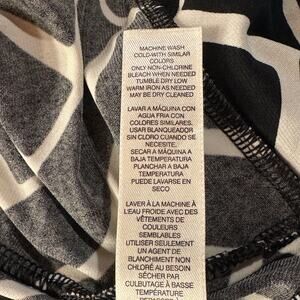 MACHINE WASH
COLD-WITH SIMILAR
COLORS
ONLY NON-CHLORINE
BLEACH WHEN NEEDED
TUMBLE DRY LOW
WARM IRON AS NEEDED
MAY BE DRY CLEANED
LAVAR A MÁQUINA CON
AGUA FRIA CON
COLORES SIMILARES.
USAR BLANQUEADOR
SIN CLORO CUANDO SE
NECESITE.
SECAR A MÁQUINA A
BAJA TEMPERATURA
PLANCHAR A BAJA
TEMPERATURA
PUEDE LAVARSE EN
SECO
LAVER À LA MACHINE À
L'EAU FROIDE AVEC DES
VÊTEMENTS DE
COULEURS
SEMBLABLES
UTILISER SEULEMENT
UN AGENT DE
BLANCHIMENT NON
CHLORÉ AU BESOIN
SÉCHER PAR
CULBUTAGE À BASSE
TEMPÉRATURE